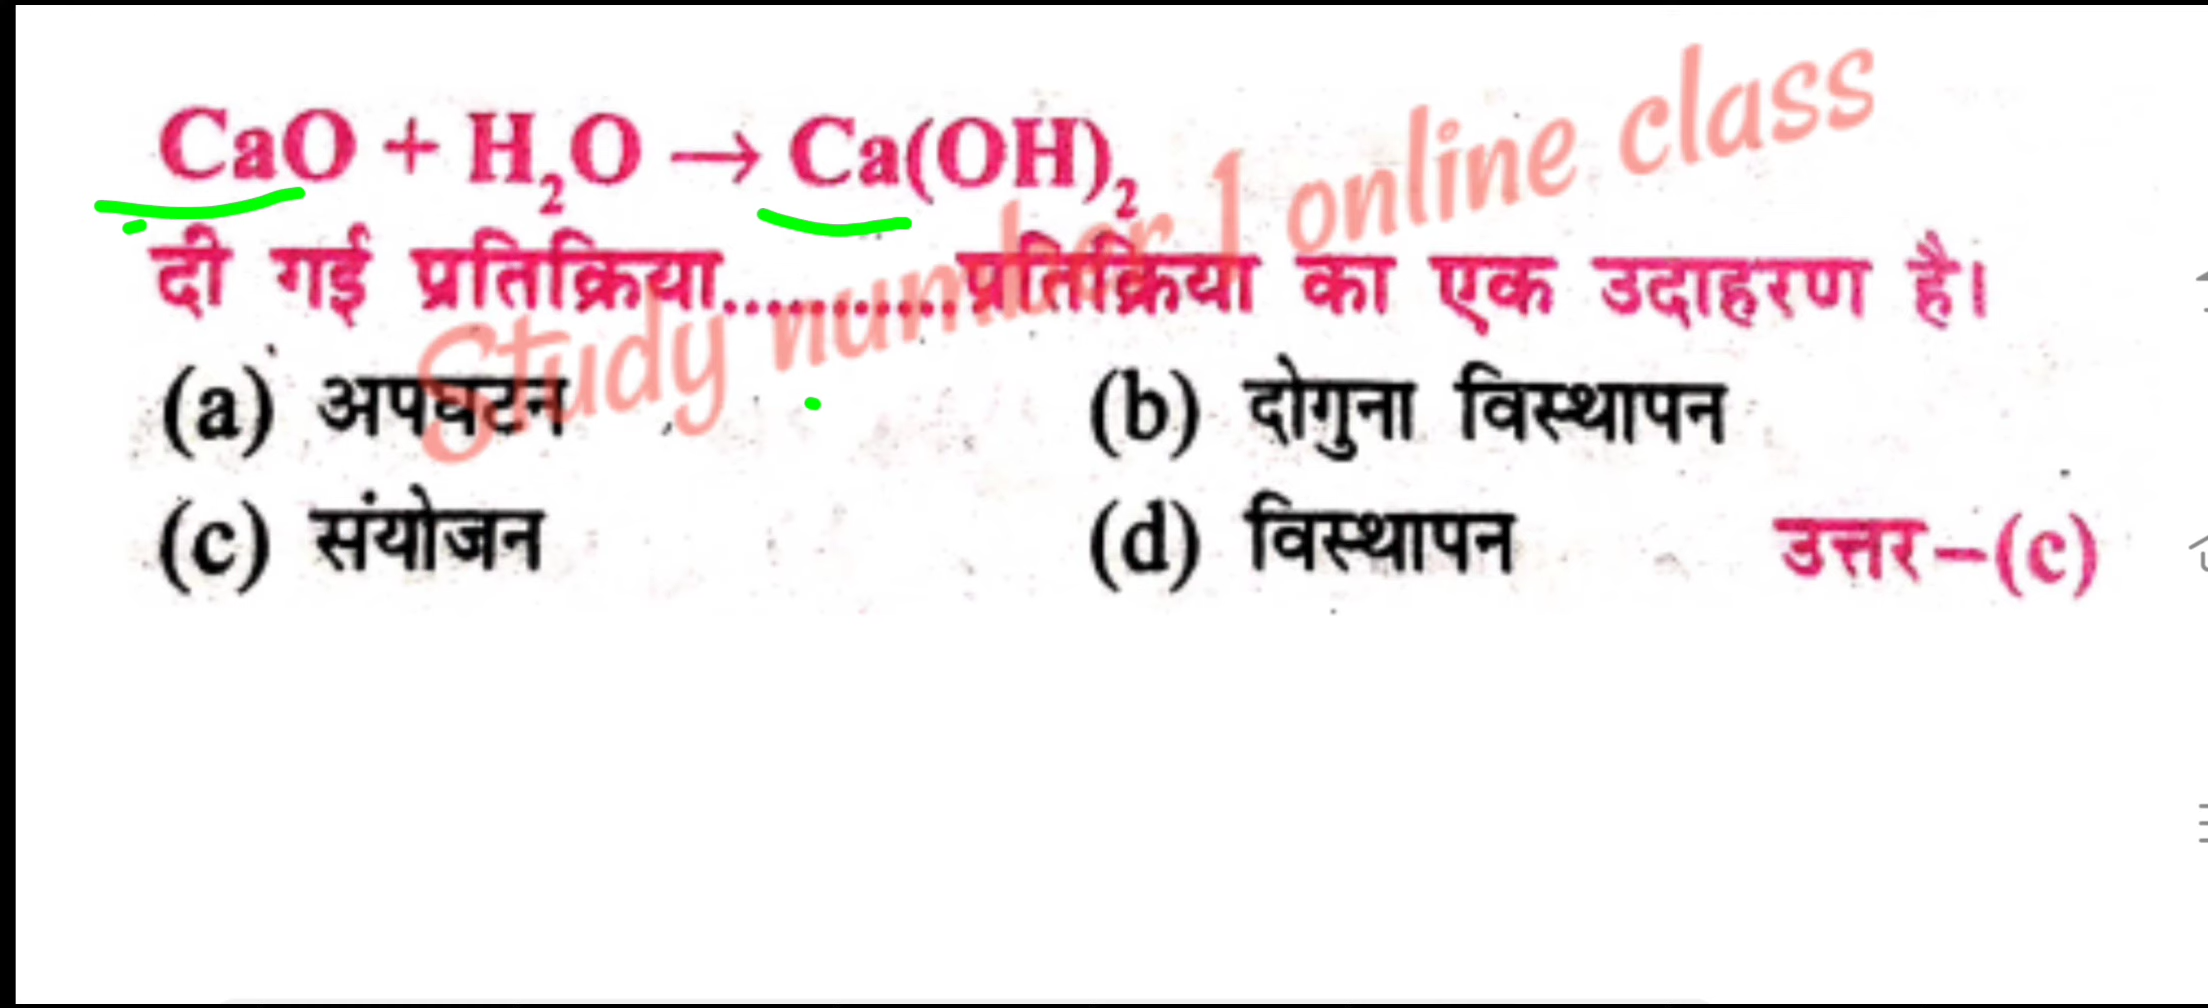 CaO + H₂O → Ca(OH)₂
दी गई प्रतिक्रिया...........प्रतिक्रिया का एक उदाहरण है।
(a) अपघटन (b) दोगुना विस्थापन
(c) संयोजन (d) विस्थापन उत्तर–(c)
Study number 1 online class